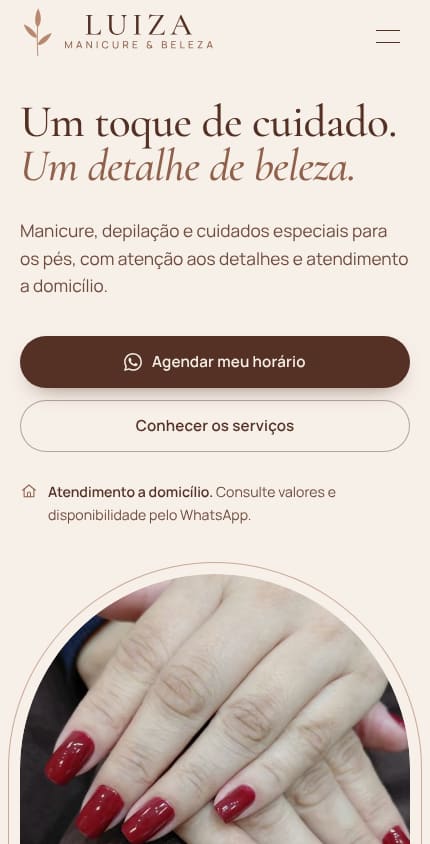 LUIZA
MANICURE & BELEZA
Um toque de cuidado.
Um detalhe de beleza.
Manicure, depilação e cuidados especiais para
os pés, com atenção aos detalhes e atendimento
a domicílio.
Agendar meu horário
Conhecer os serviços
Atendimento a domicílio. Consulte valores e
disponibilidade pelo WhatsApp.